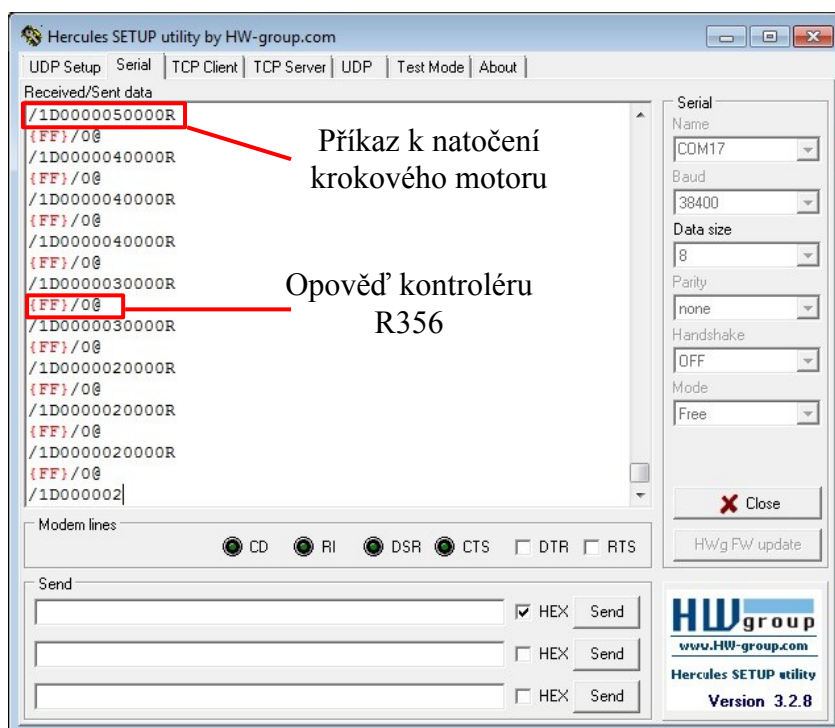 Hercules SETUP utility by HW-group.com
UDP Setup Serial TCP Client TCP Server UDP Test Mode About
Received/Sent data
/1D0000050000R
{FF}/0@
/1D0000040000R
{FF}/0@
/1D0000040000R
{FF}/0@
/1D0000040000R
{FF}/0@
/1D0000030000R
{FF}/0@
/1D0000030000R
{FF}/0@
/1D0000020000R
{FF}/0@
/1D0000020000R
{FF}/0@
/1D0000020000R
{FF}/0@
/1D000002
Příkaz k natočení
krokového motoru
Opověď kontroléru
R356
Serial
Name
COM17
Baud
38400
Data size
8
Parity
none
Handshake
OFF
Mode
Free
Close
HWg FW update
Modem lines
CD RI DSR CTS DTR RTS
Send
HEX Send
HEX Send
HEX Send
HW group
www.HW-group.com
Hercules SETUP utility
Version 3.2.8